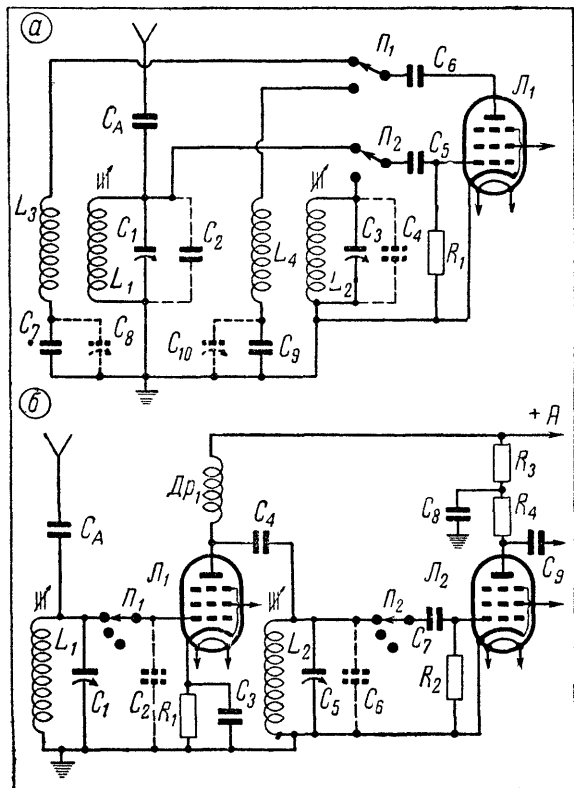 а
П₁
C₆
Л₁
C_A
П₂
C₅
L₃
C₁
C₂
L₁
L₄
C₃
C₄
L₂
R₁
C₇
C₈
C₁₀
C₉
б
+ А
Др₁
R₃
C₄
C₈
R₄
C_A
Л₁
Л₂
C₉
П₁
П₂
L₁
L₂
C₇
C₁
C₂
R₁
C₃
C₅
C₆
R₂